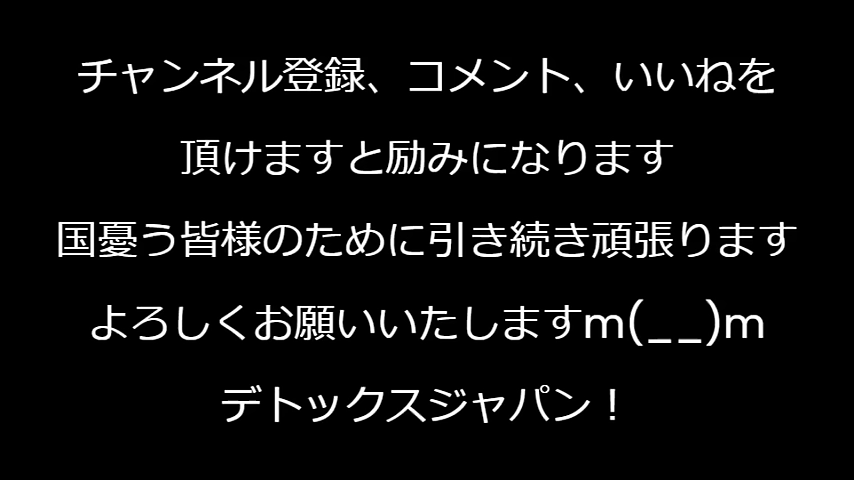 チャンネル登録、コメント、いいねを
頂けますと励みになります
国憂う皆様のために引き続き頑張ります
よろしくお願いいたしますm(__)m
デトックスジャパン！